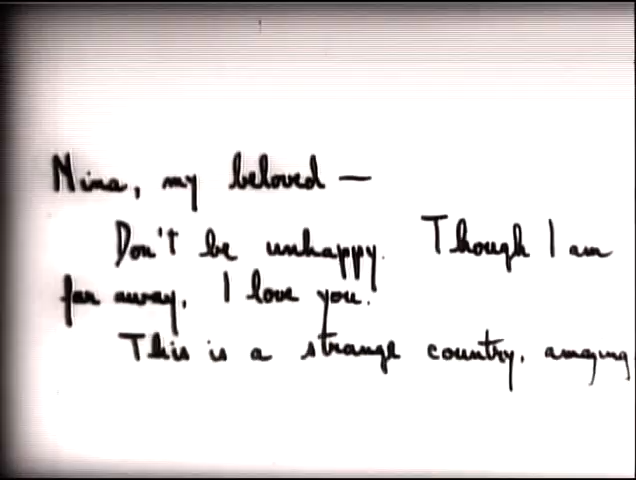 Nina, my beloved —
Don't be unhappy. Though I am
far away, I love you.
This is a strange country, amazing